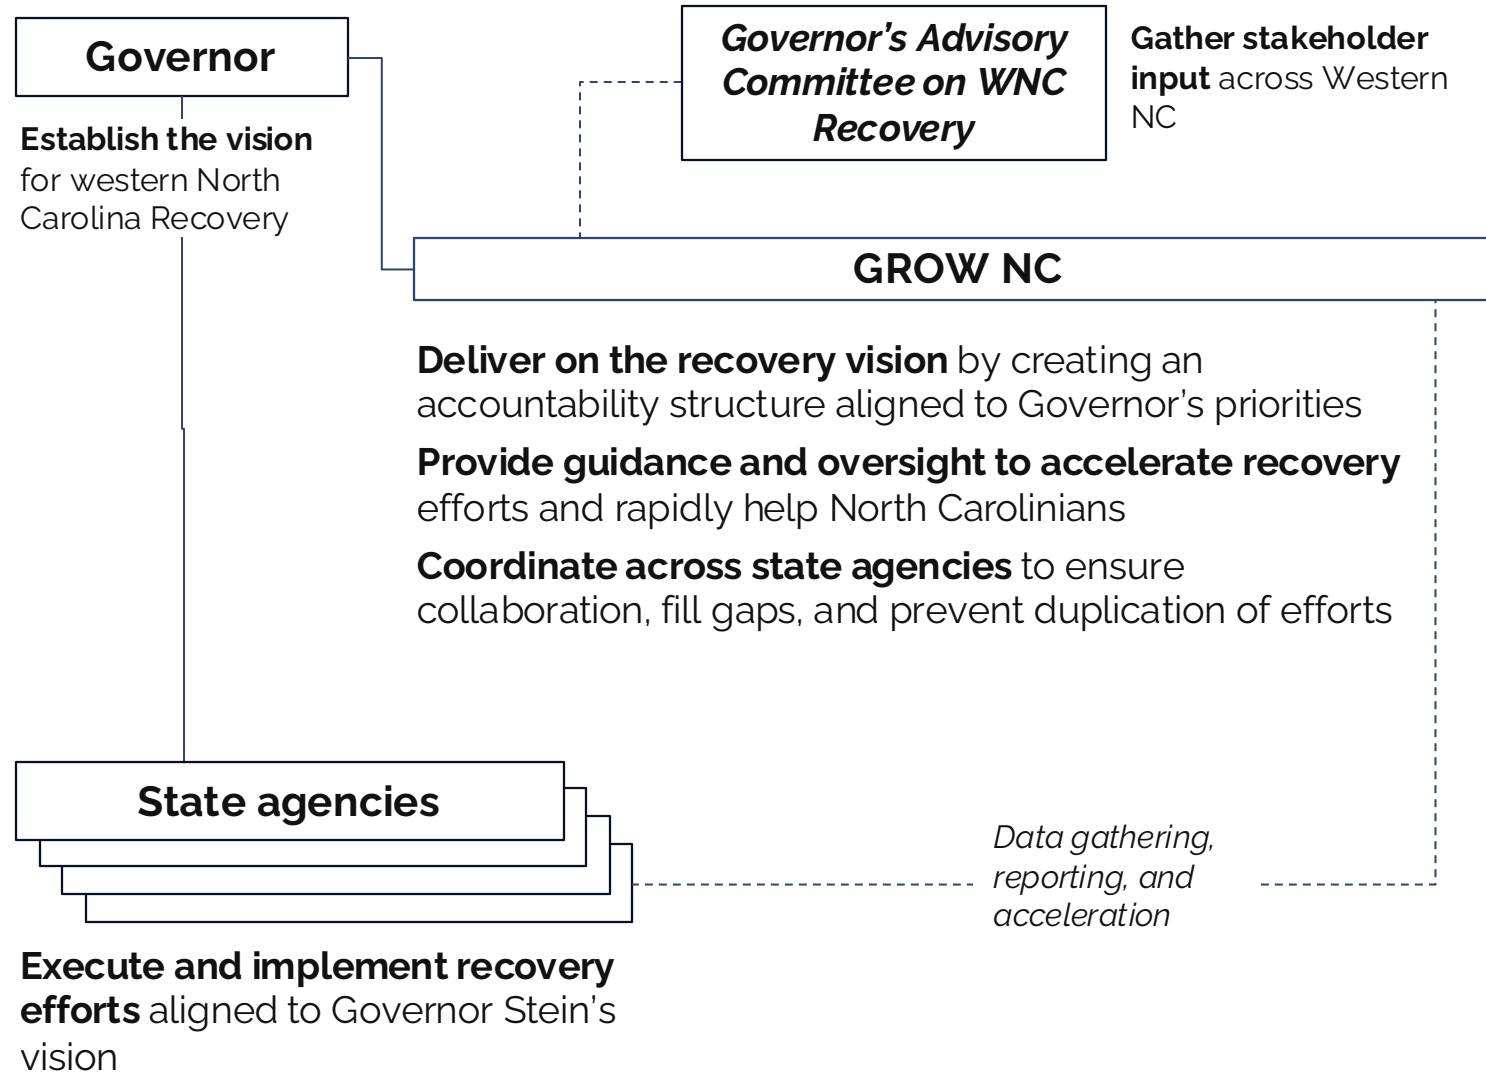 Governor
Establish the vision
for western North
Carolina Recovery
Governor’s Advisory
Committee on WNC
Recovery
Gather stakeholder
input across Western
NC
GROW NC
Deliver on the recovery vision by creating an
accountability structure aligned to Governor’s priorities
Provide guidance and oversight to accelerate recovery
efforts and rapidly help North Carolinians
Coordinate across state agencies to ensure
collaboration, fill gaps, and prevent duplication of efforts
State agencies
Data gathering,
reporting, and
acceleration
Execute and implement recovery
efforts aligned to Governor Stein’s
vision